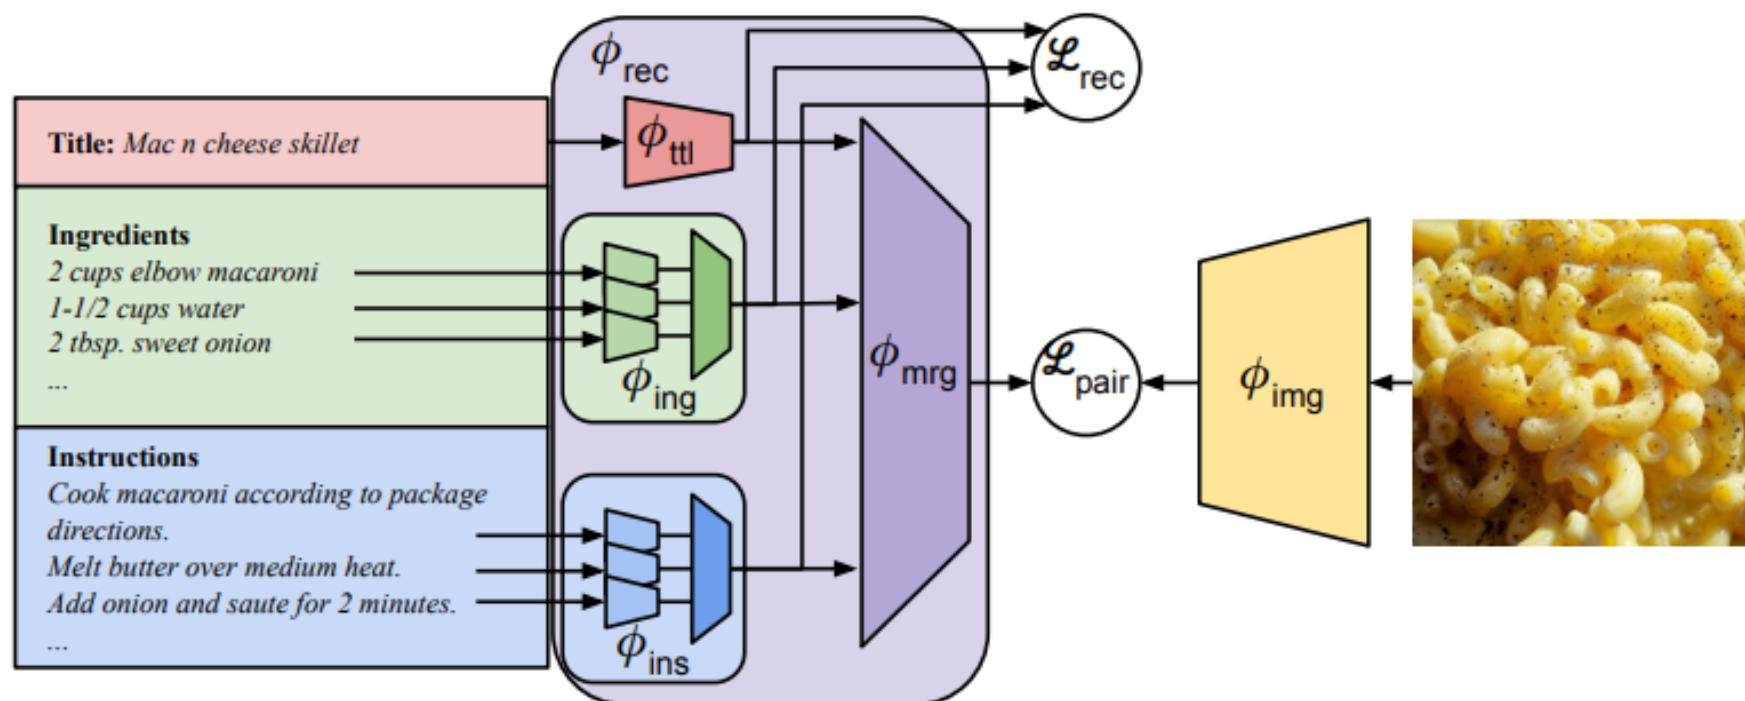 Title: Mac n cheese skillet
Ingredients
2 cups elbow macaroni
1-1/2 cups water
2 tbsp. sweet onion
...
Instructions
Cook macaroni according to package
directions.
Melt butter over medium heat.
Add onion and saute for 2 minutes.
...
ϕrec
ϕttl
ϕing
ϕins
ϕmrg
ℒrec
ℒpair
ϕimg